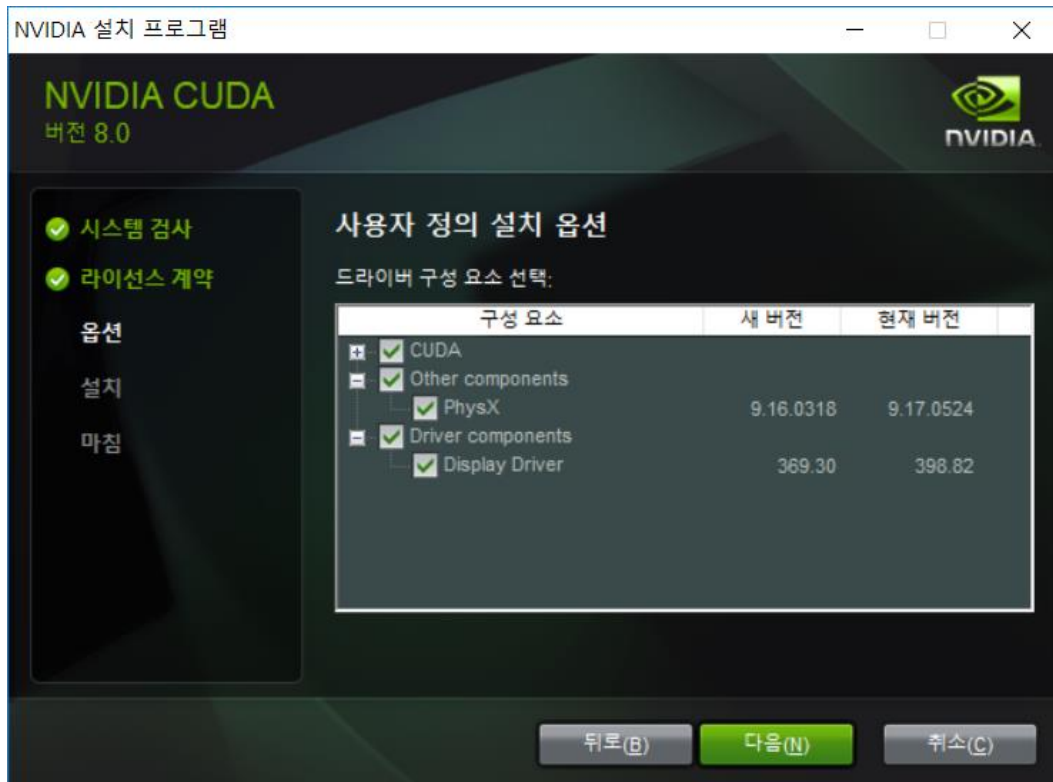 NVIDIA 설치 프로그램
NVIDIA CUDA
버전 8.0
NVIDIA.
시스템 검사
라이선스 계약
옵션
설치
마침
사용자 정의 설치 옵션
드라이버 구성 요소 선택:
구성 요소 새 버전 현재 버전
CUDA
Other components
PhysX 9.16.0318 9.17.0524
Driver components
Display Driver 369.30 398.82
뒤로(B) 다음(N) 취소(C)